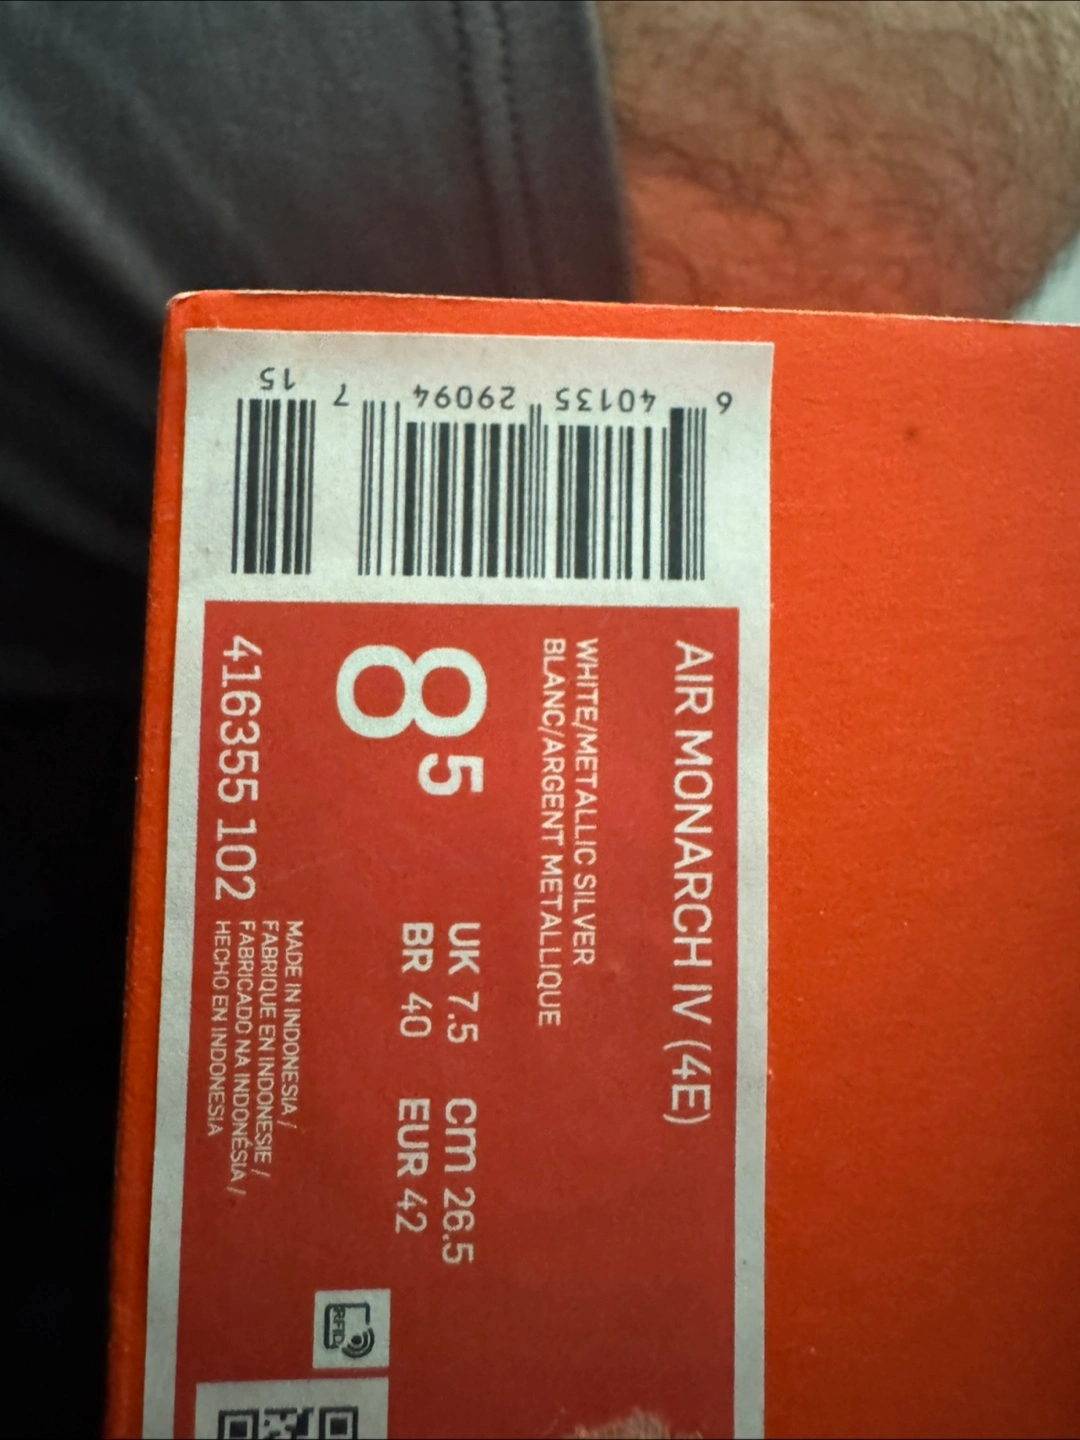 AIR MONARCH IV (4E)
WHITE/METALLIC SILVER
BLANC/ARGENT METALLIQUE
8 5
UK 7.5 cm 26.5
BR 40 EUR 42
416355 102
MADE IN INDONESIA /
FABRIQUE EN INDONESIE /
FABRICADO NA INDONÉSIA /
HECHO EN INDONESIA
RFID
6 40135 29094 7 15